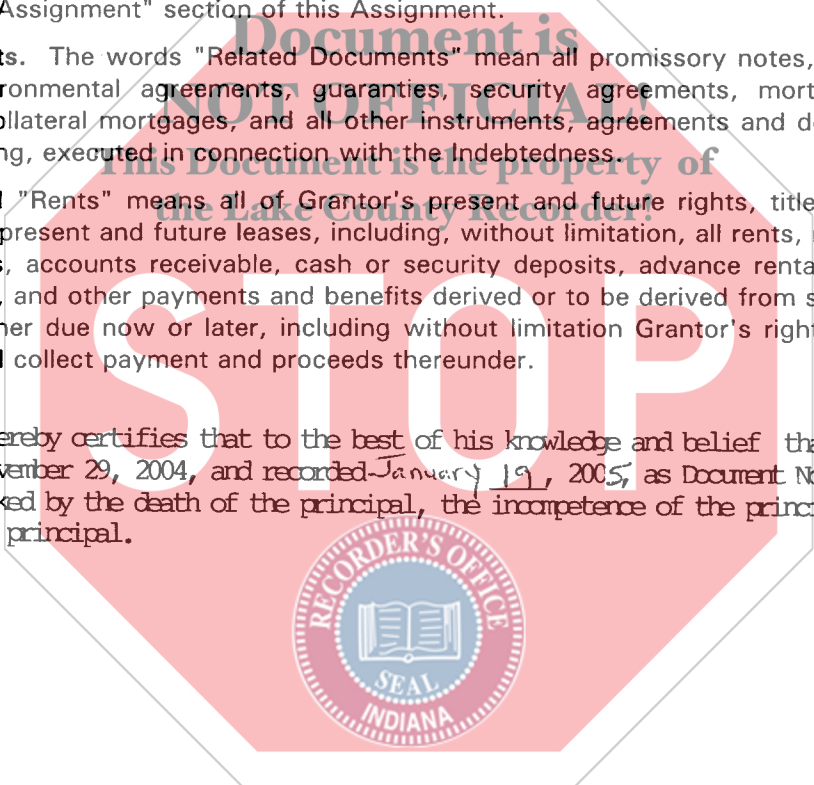 Assignment" section of this Assignment.
Document is
ts. The words "Related Documents" mean all promissory notes,
ronmental agreements, guaranties, security agreements, mort
NOT OFFICIAL!
ollateral mortgages, and all other instruments, agreements and d
ng, executed in connection with the Indebtedness.
This Document is the property of
"Rents" means all of Grantor's present and future rights, title
the Lake County Recorder!
present and future leases, including, without limitation, all rents,
s, accounts receivable, cash or security deposits, advance renta
, and other payments and benefits derived or to be derived from s
her due now or later, including without limitation Grantor's right
l collect payment and proceeds thereunder.
STOP
ereby certifies that to the best of his knowledge and belief tha
vember 29, 2004, and recorded January 19, 2005, as Document No
ked by the death of the principal, the incompetence of the princi
principal.
RECORDER'S OFFICE
SEAL
INDIANA